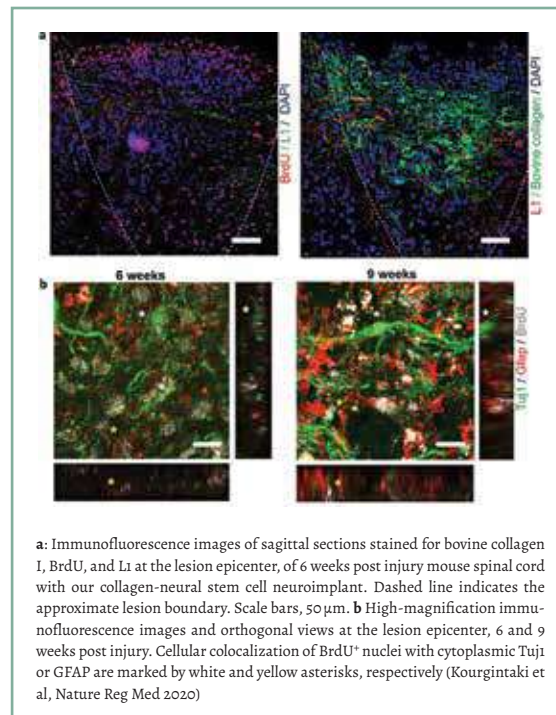 a
BrdU / L1 / DAPI
L1 / Bovine collagen / DAPI
6 weeks
9 weeks
b
Tuj1 / Gfap / BrdU
a: Immunofluorescence images of sagittal sections stained for bovine collagen
I, BrdU, and L1 at the lesion epicenter, of 6 weeks post injury mouse spinal cord
with our collagen-neural stem cell neuroimplant. Dashed line indicates the
approximate lesion boundary. Scale bars, 50 μm. b High-magnification immu-
nofluorescence images and orthogonal views at the lesion epicenter, 6 and 9
weeks post injury. Cellular colocalization of BrdU⁺ nuclei with cytoplasmic Tuj1
or GFAP are marked by white and yellow asterisks, respectively (Kourgintaki et
al, Nature Reg Med 2020)